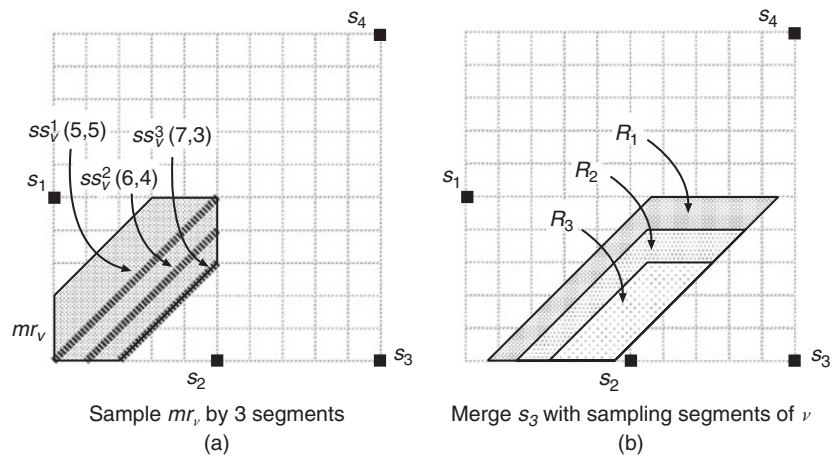 s₄
s₄
ss¹ᵥ(5,5)
ss³ᵥ(7,3)
ss²ᵥ(6,4)
R₁
R₂
R₃
s₁
s₁
mrᵥ
s₂
s₃
s₂
s₃
Sample mrᵥ by 3 segments
Merge s₃ with sampling segments of v
(a)
(b)